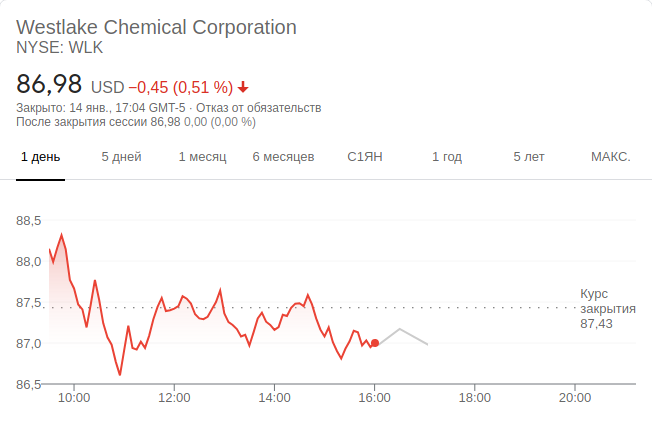 Westlake Chemical Corporation
NYSE: WLK
86,98 USD −0,45 (0,51 %)
Закрыто: 14 янв., 17:04 GMT-5 · Отказ от обязательств
После закрытия сессии 86,98 0,00 (0,00 %)
1 день 5 дней 1 месяц 6 месяцев С1ЯН 1 год 5 лет МАКС.
88,5
88,0
87,5
87,0
86,5
Курс
закрытия
87,43
10:00 12:00 14:00 16:00 18:00 20:00